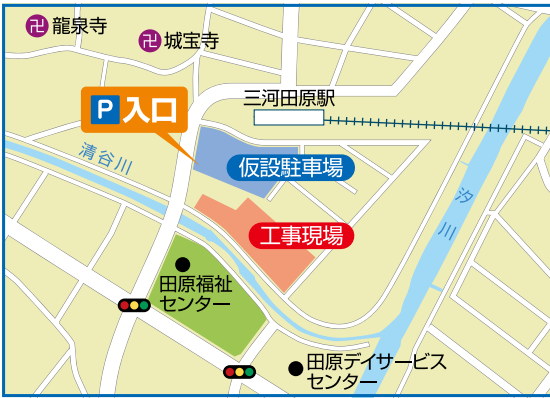 龍泉寺
城宝寺
P 入口
三河田原駅
清谷川
仮設駐車場
汐川
工事現場
田原福祉
センター
田原デイサービス
センター